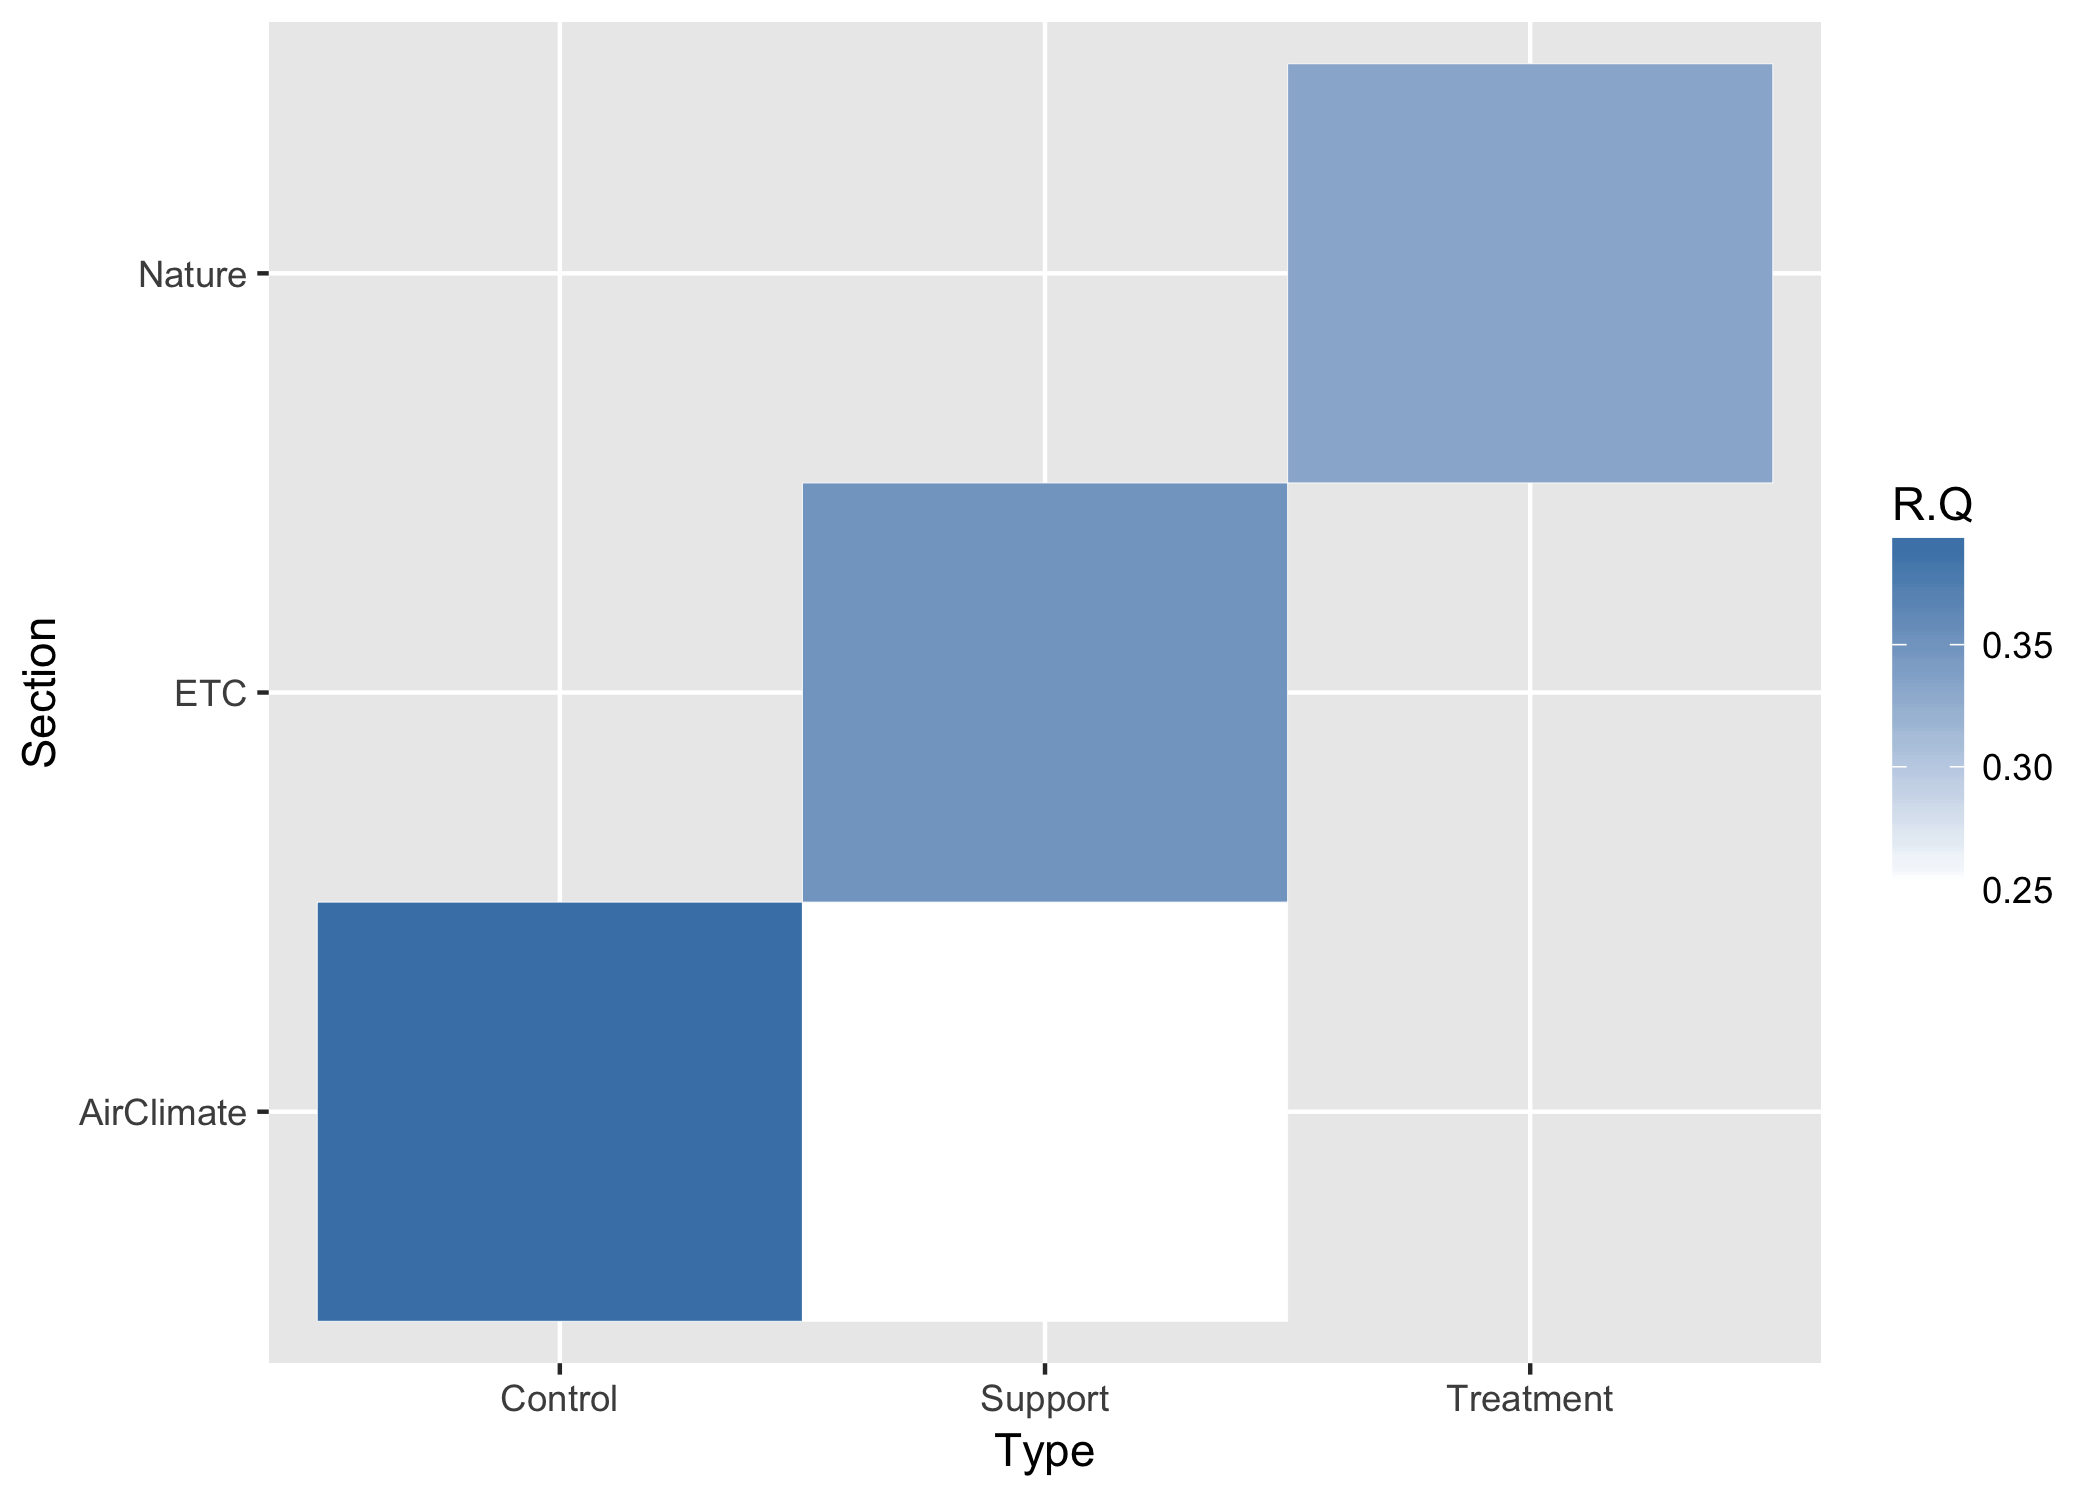 Section
Nature
ETC
AirClimate
Control Support Treatment
Type
R.Q
0.35
0.30
0.25